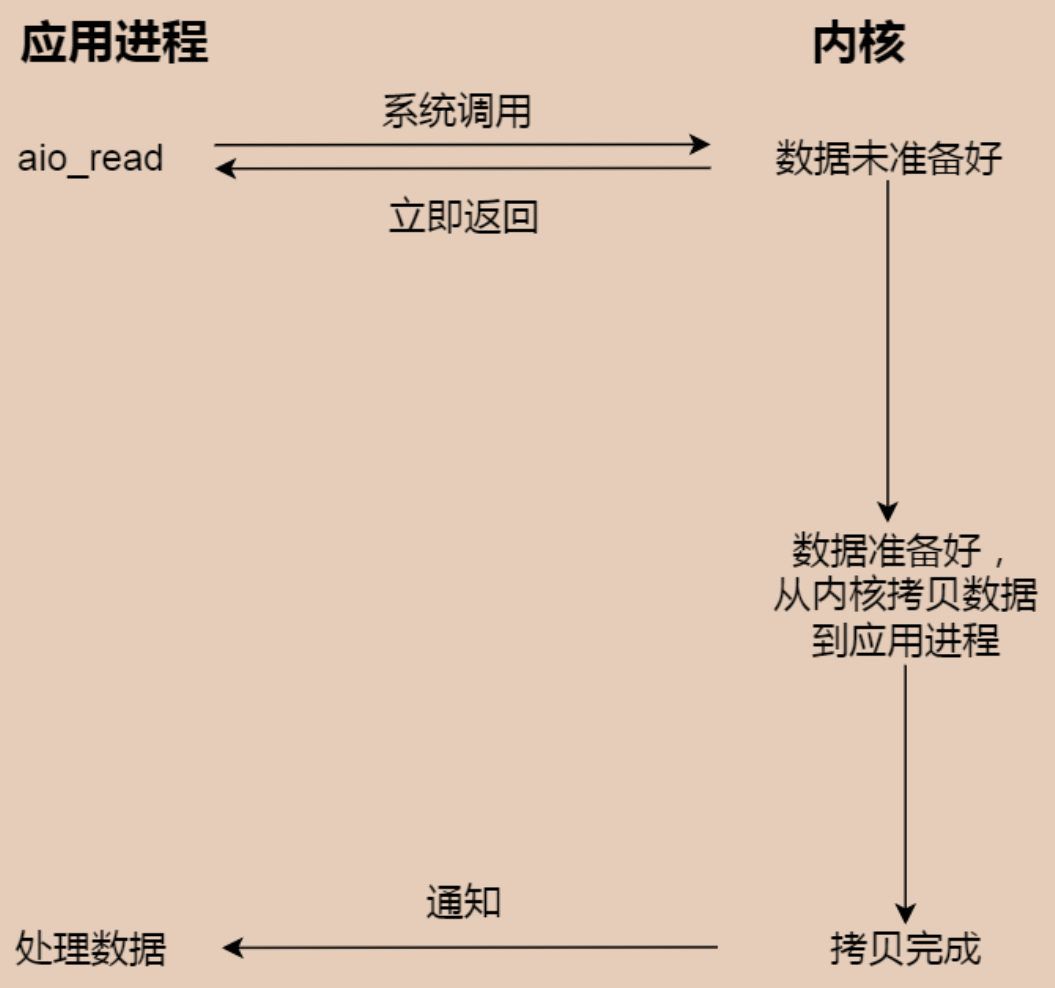 应用进程
内核
系统调用
aio_read
数据未准备好
立即返回
数据准备好，
从内核拷贝数据
到应用进程
通知
处理数据
拷贝完成